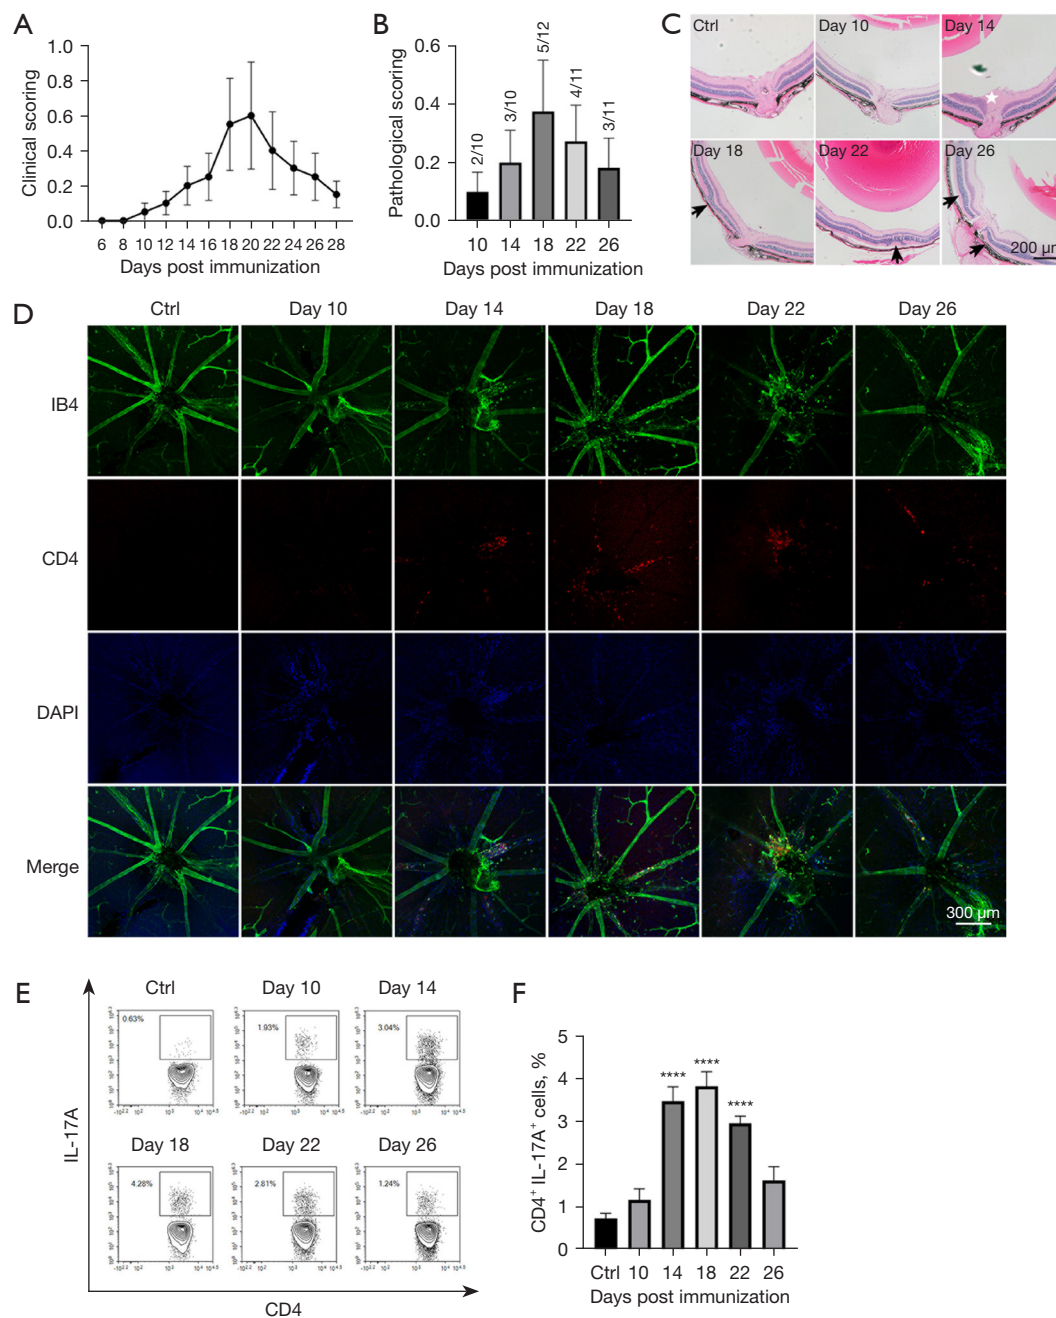 A
Clinical scoring
1.0
0.8
0.6
0.4
0.2
0.0
6 8 10 12 14 16 18 20 22 24 26 28
Days post immunization
B
Pathological scoring
0.6
0.4
0.2
0.0
2/10
3/10
5/12
4/11
3/11
10 14 18 22 26
Days post immunization
C
Ctrl
Day 10
Day 14
Day 18
Day 22
Day 26
200 μm
D
Ctrl Day 10 Day 14 Day 18 Day 22 Day 26
IB4
CD4
DAPI
Merge
300 μm
E
IL-17A
Ctrl Day 10 Day 14
0.63%
1.93%
3.04%
Day 18 Day 22 Day 26
4.28%
2.81%
1.24%
CD4
F
CD4+ IL-17A+ cells, %
5
4
3
2
1
0
****
****
****
Ctrl 10 14 18 22 26
Days post immunization